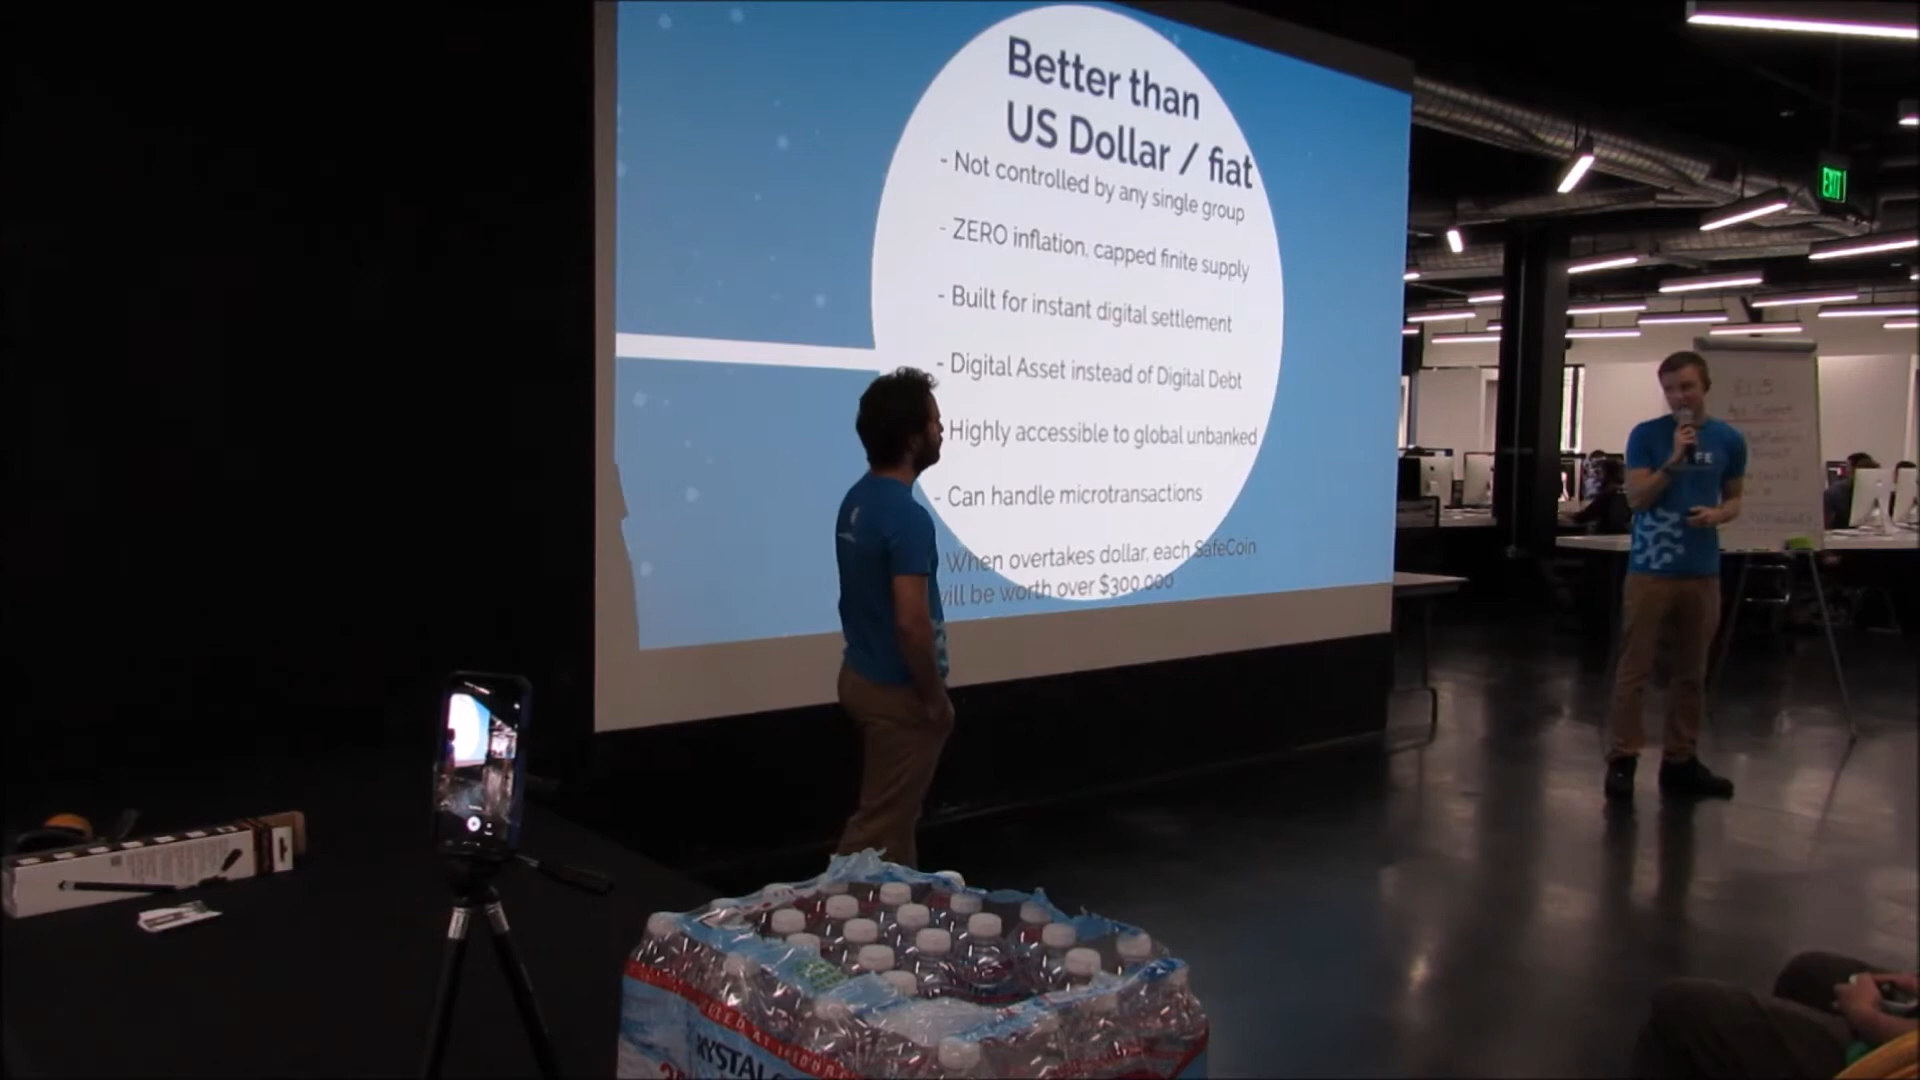 Better than
US Dollar / fiat
- Not controlled by any single group
- ZERO inflation, capped finite supply
- Built for instant digital settlement
- Digital Asset instead of Digital Debt
Highly accessible to global unbanked
- Can handle microtransactions
When overtakes dollar, each SafeCoin
will be worth over $300,000
EXIT
FE
RYSTAL